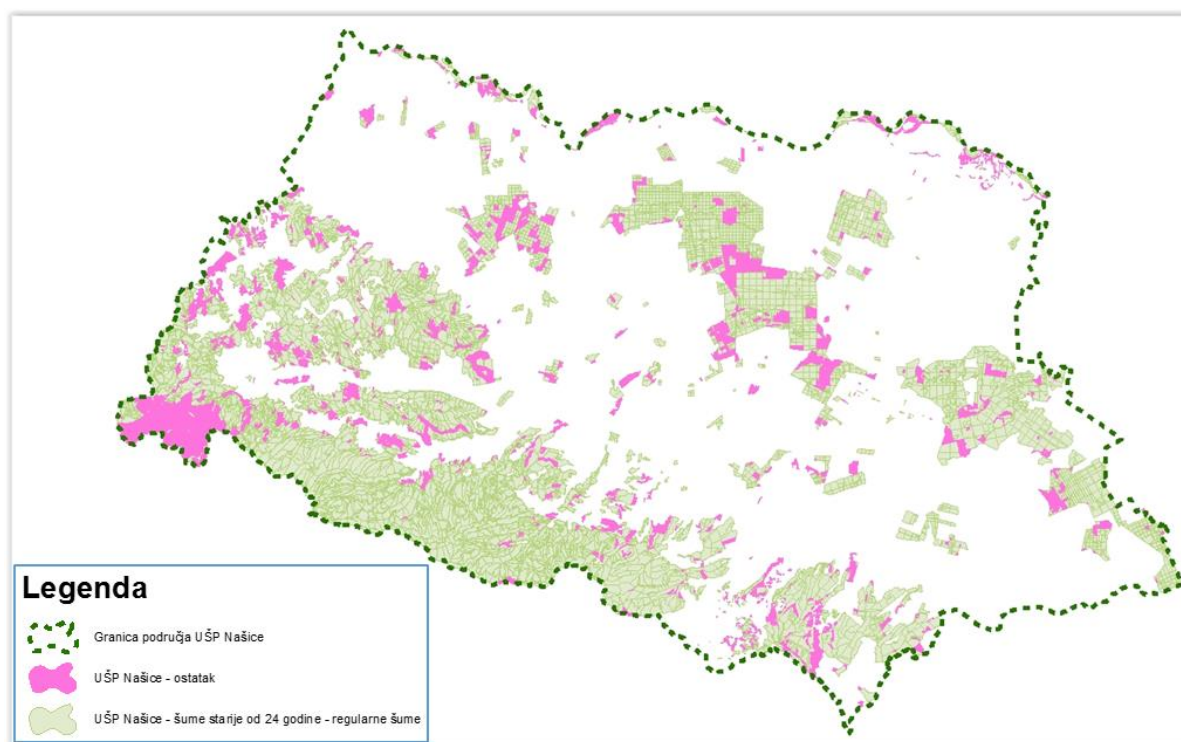 Legenda
Granica područja UŠP Našice
UŠP Našice - ostatak
UŠP Našice - šume starije od 24 godine - regularne šume